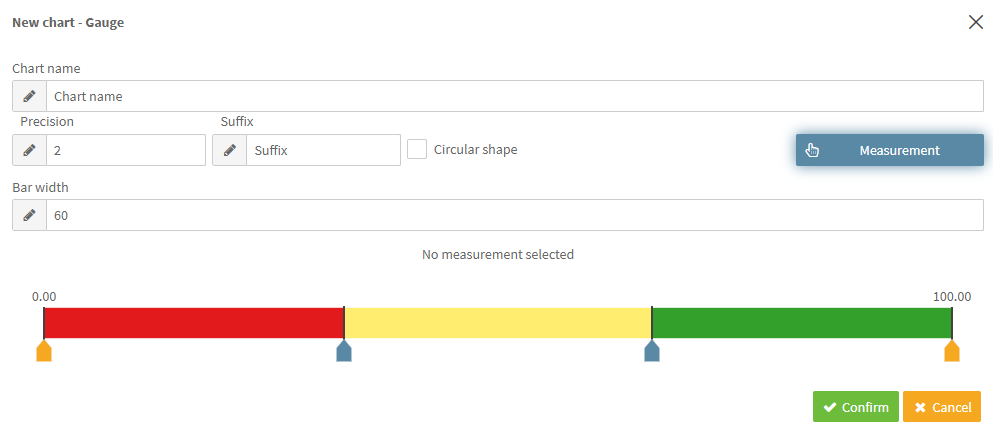 New chart - Gauge
Chart name
Chart name
Precision Suffix
2 Suffix Circular shape Measurement
Bar width
60
No measurement selected
0.00 100.00
Confirm Cancel